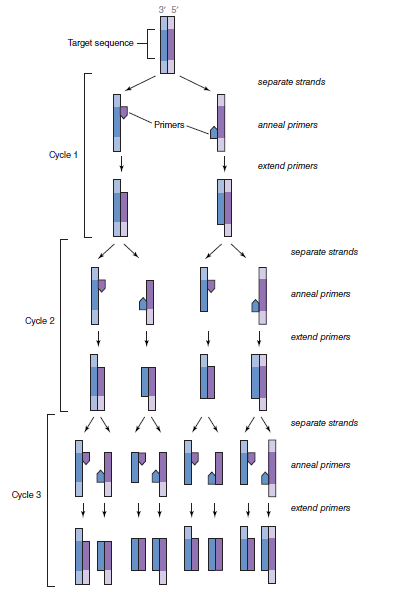 3' 5'
Target sequence
separate strands
Primers
anneal primers
Cycle 1
extend primers
separate strands
anneal primers
Cycle 2
extend primers
separate strands
anneal primers
Cycle 3
extend primers